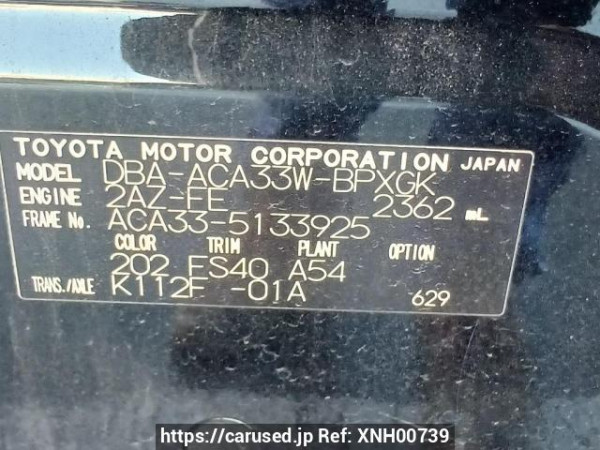 TOYOTA MOTOR CORPORATION JAPAN
MODEL DBA-ACA33W-BPXGK
ENGINE 2AZ-FE 2362 mL
FRAME No. ACA33-5133925
COLOR TRIM PLANT OPTION
202 FS40 A54
TRANS./AXLE K112F -01A 629
https://carused.jp Ref: XNH00739